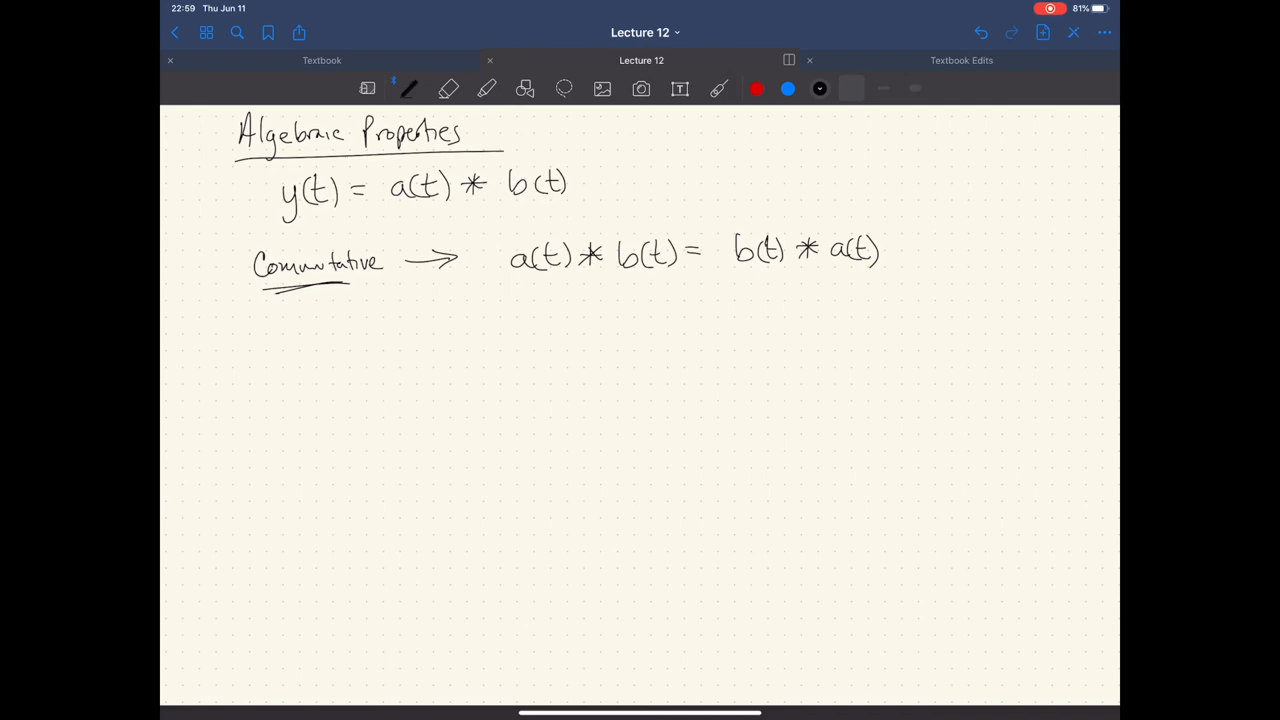 22:59 Thu Jun 11
81%
Lecture 12
Textbook
Lecture 12
Textbook Edits
Algebraic Properties
y(t) = a(t) * b(t)
Commutative → a(t) * b(t) = b(t) * a(t)